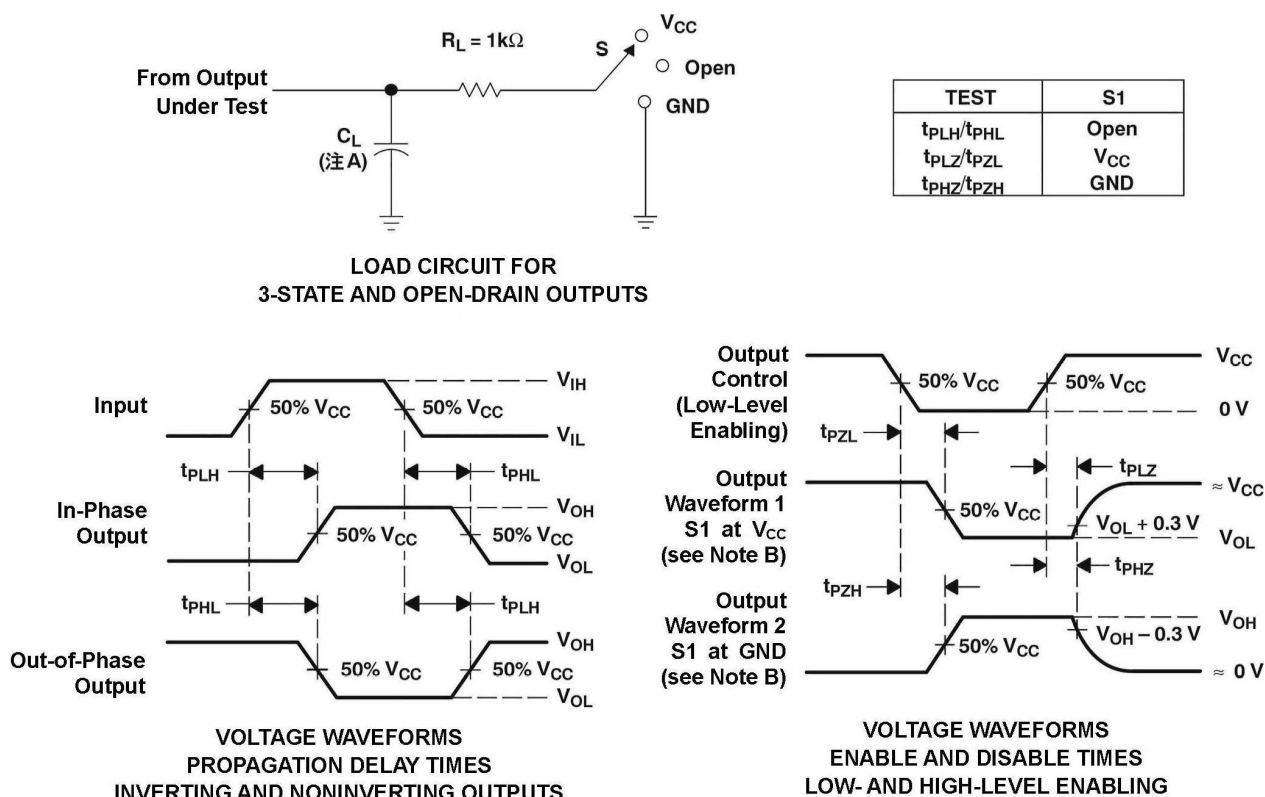 V_CC
R_L = 1kΩ
S
Open
GND
From Output
Under Test
C_L
(注A)
TEST S1
t_PLH/t_PHL Open
t_PLZ/t_PZL V_CC
t_PHZ/t_PZH GND
LOAD CIRCUIT FOR
3-STATE AND OPEN-DRAIN OUTPUTS
Input
50% V_CC
50% V_CC
V_IH
V_IL
t_PLH
t_PHL
In-Phase
Output
50% V_CC
50% V_CC
V_OH
V_OL
t_PHL
t_PLH
Out-of-Phase
Output
50% V_CC
50% V_CC
V_OH
V_OL
VOLTAGE WAVEFORMS
PROPAGATION DELAY TIMES
INVERTING AND NONINVERTING OUTPUTS
Output
Control
(Low-Level
Enabling)
50% V_CC
50% V_CC
V_CC
0 V
t_PZL
t_PLZ
Output
Waveform 1
S1 at V_CC
(see Note B)
50% V_CC
≈ V_CC
V_OL + 0.3 V
V_OL
t_PZH
t_PHZ
Output
Waveform 2
S1 at GND
(see Note B)
50% V_CC
V_OH
V_OH – 0.3 V
≈ 0 V
VOLTAGE WAVEFORMS
ENABLE AND DISABLE TIMES
LOW- AND HIGH-LEVEL ENABLING